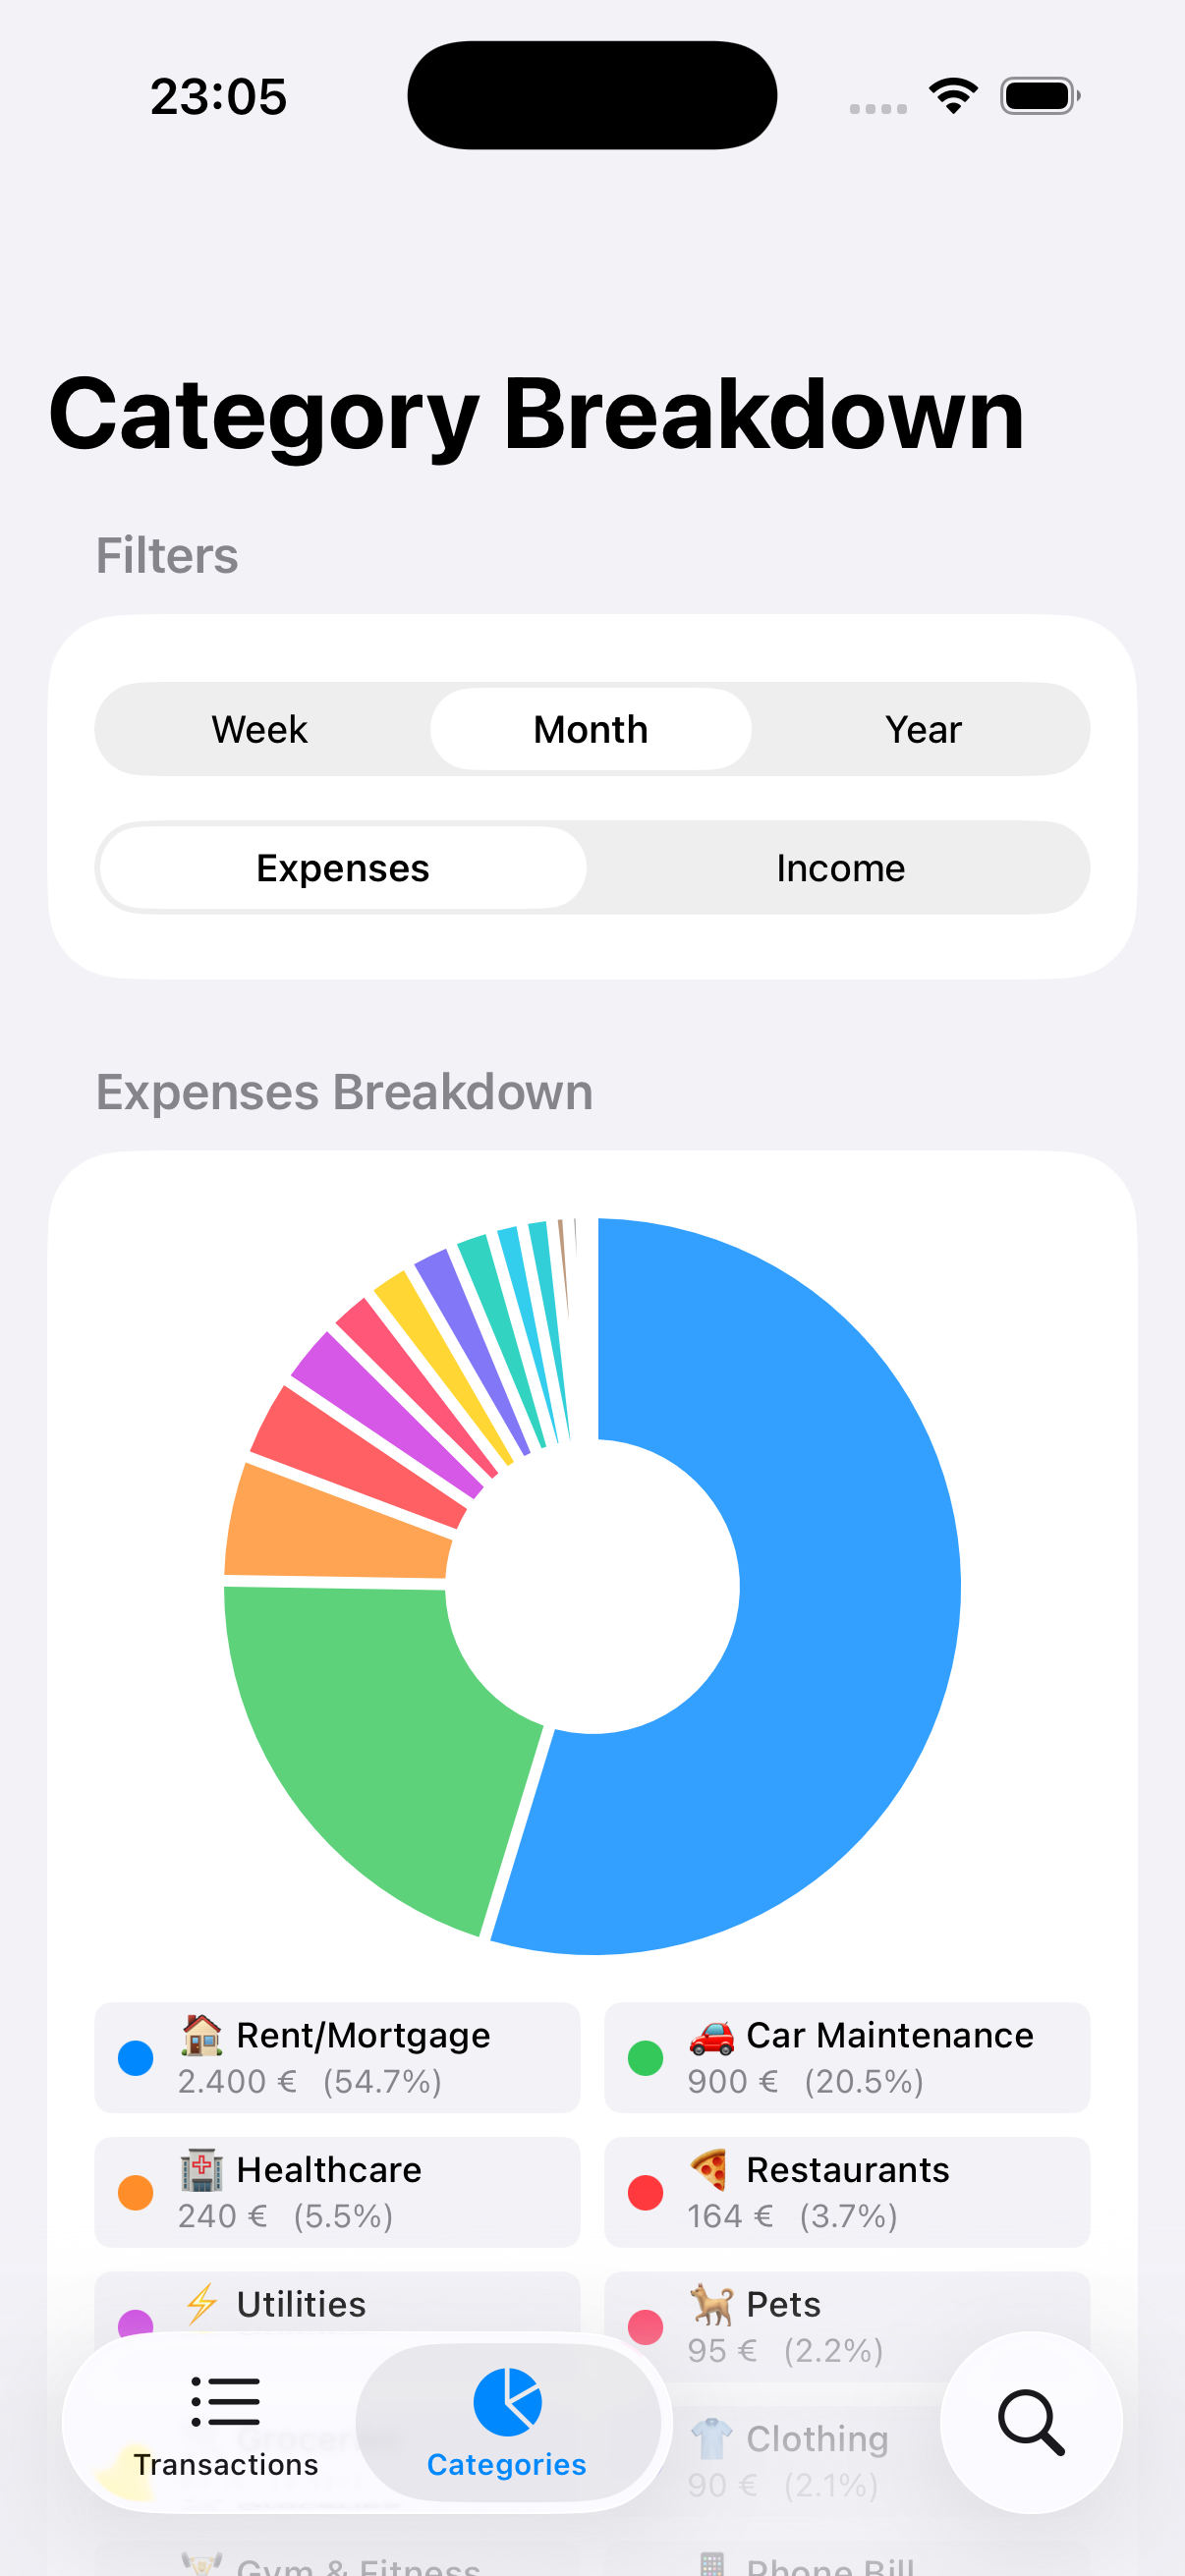 23:05
Category Breakdown
Filters
Week Month Year
Expenses Income
Expenses Breakdown
Rent/Mortgage
2.400 € (54.7%)
Car Maintenance
900 € (20.5%)
Healthcare
240 € (5.5%)
Restaurants
164 € (3.7%)
Utilities
Pets
95 € (2.2%)
Groceries
Clothing
90 € (2.1%)
Transactions
Categories
Gym & Fitness
Phone Bill